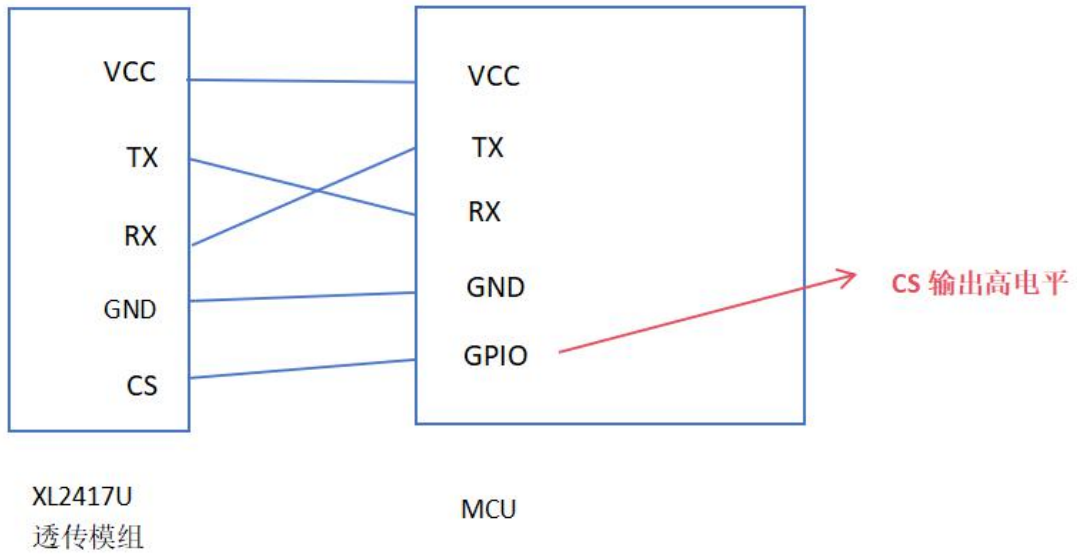 VCC
TX
RX
GND
CS
XL2417U
透传模组
VCC
TX
RX
GND
GPIO
MCU
CS 输出高电平